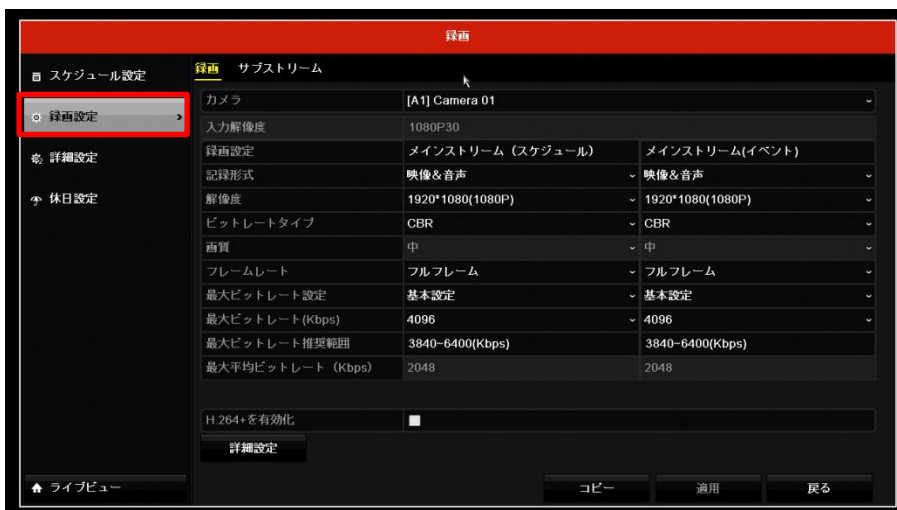 録画
スケジュール設定
録画設定
詳細設定
休日設定
録画 サブストリーム
カメラ [A1] Camera 01
入力解像度 1080P30
録画設定 メインストリーム（スケジュール） メインストリーム(イベント)
記録形式 映像&音声 映像&音声
解像度 1920*1080(1080P) 1920*1080(1080P)
ビットレートタイプ CBR CBR
画質 中 中
フレームレート フルフレーム フルフレーム
最大ビットレート設定 基本設定 基本設定
最大ビットレート(Kbps) 4096 4096
最大ビットレート推奨範囲 3840~6400(Kbps) 3840~6400(Kbps)
最大平均ビットレート（Kbps） 2048 2048
H.264+を有効化
詳細設定
ライブビュー コピー 適用 戻る